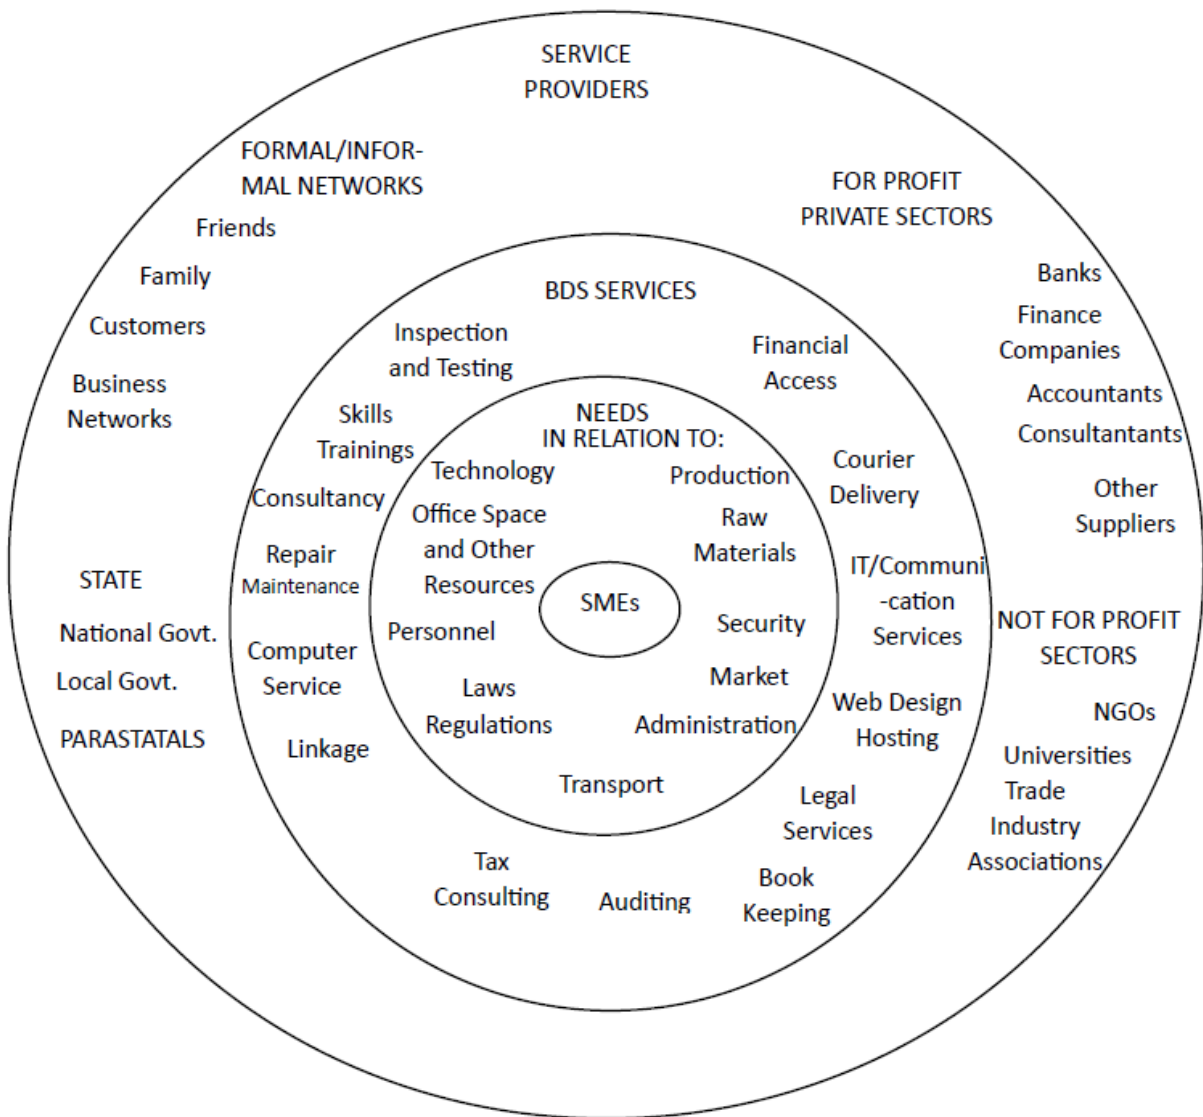 SERVICE
PROVIDERS
FORMAL/INFOR-
MAL NETWORKS
Friends
Family
Customers
Business
Networks
FOR PROFIT
PRIVATE SECTORS
Banks
Finance
Companies
Accountants
Consultantants
Other
Suppliers
STATE
National Govt.
Local Govt.
PARASTATALS
NOT FOR PROFIT
SECTORS
NGOs
Universities
Trade
Industry
Associations
BDS SERVICES
Inspection
and Testing
Skills
Trainings
Consultancy
Repair
Maintenance
Computer
Service
Linkage
Financial
Access
Courier
Delivery
IT/Communi
-cation
Services
Web Design
Hosting
Legal
Services
Book
Keeping
Auditing
Tax
Consulting
NEEDS
IN RELATION TO:
Technology
Office Space
and Other
Resources
Personnel
Laws
Regulations
Production
Raw
Materials
Security
Market
Administration
Transport
SMEs